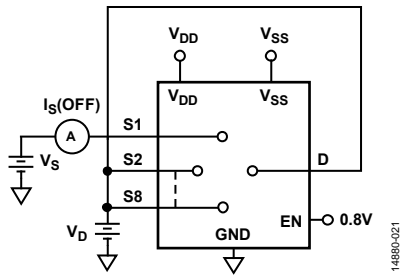 VDD VSS
VDD VSS
IS(OFF)
A S1
VS
S2 D
S8
VD
EN 0.8V
GND
14880-021